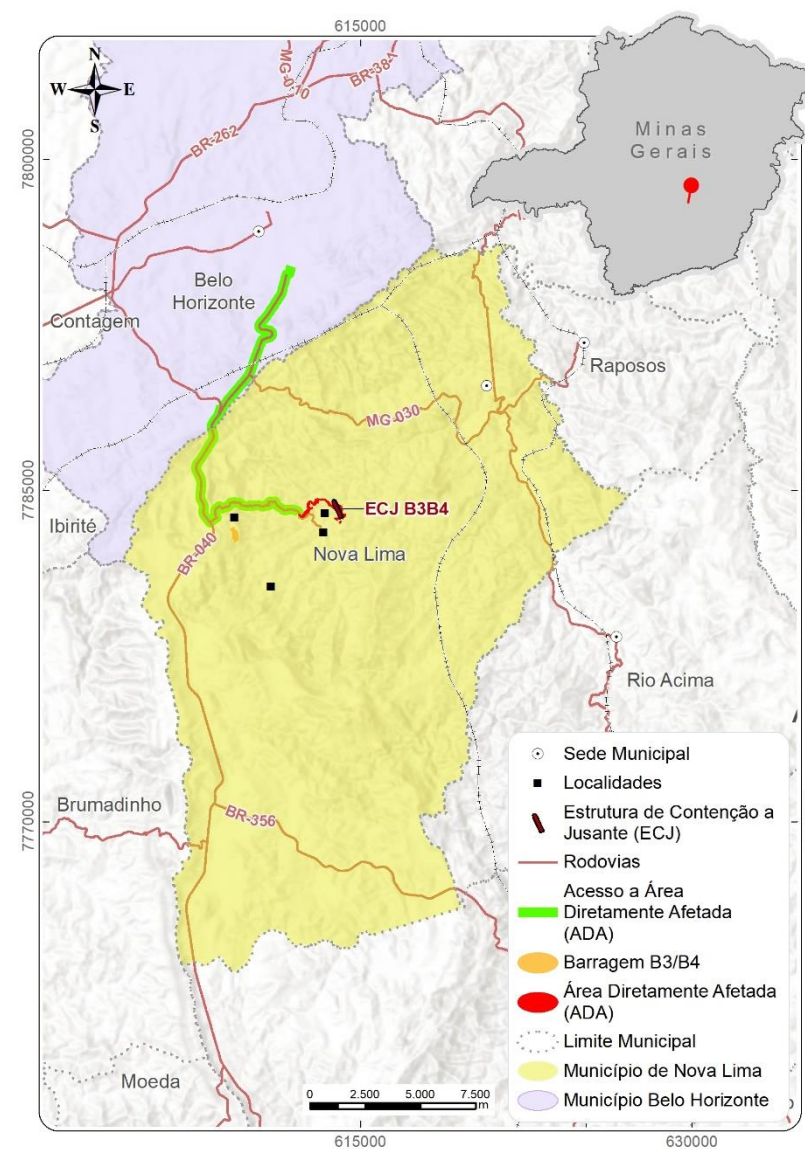 615000
N
W
E
S
MG-010
BR-381
BR-262
Minas
Gerais
7800000
Belo
Horizonte
Contagem
Raposos
MG-030
7785000
Ibirité
ECJ B3B4
Nova Lima
BR-040
Rio Acima
Sede Municipal
Localidades
Estrutura de Contenção a
Jusante (ECJ)
Brumadinho
7770000
BR-356
Rodovias
Acesso a Área
Diretamente Afetada
(ADA)
Barragem B3/B4
Área Diretamente Afetada
(ADA)
Limite Municipal
Município de Nova Lima
Município Belo Horizonte
Moeda
0
2.500
5.000
7.500
m
615000
630000